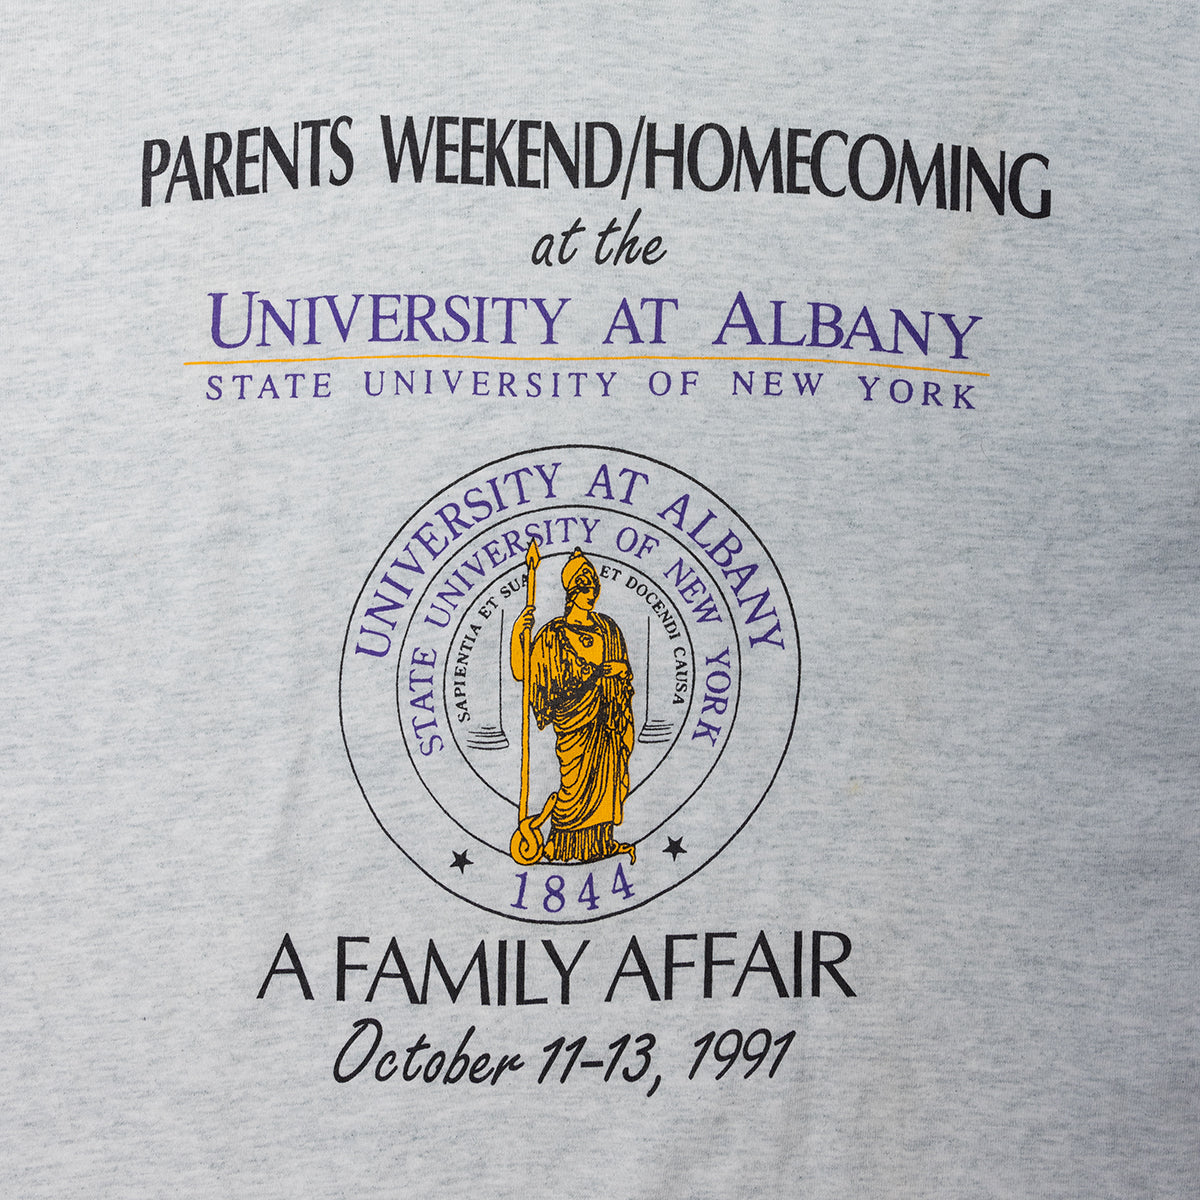 PARENTS WEEKEND/HOMECOMING
at the
UNIVERSITY AT ALBANY
STATE UNIVERSITY OF NEW YORK
UNIVERSITY AT ALBANY
STATE UNIVERSITY OF NEW YORK
SAPIENTIA ET SUA ET DOCENDI CAUSA
1844
A FAMILY AFFAIR
October 11-13, 1991